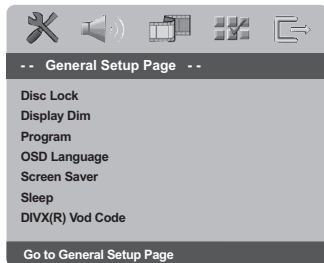 - - General Setup Page - -
Disc Lock
Display Dim
Program
OSD Language
Screen Saver
Sleep
DIVX(R) Vod Code
Go to General Setup Page